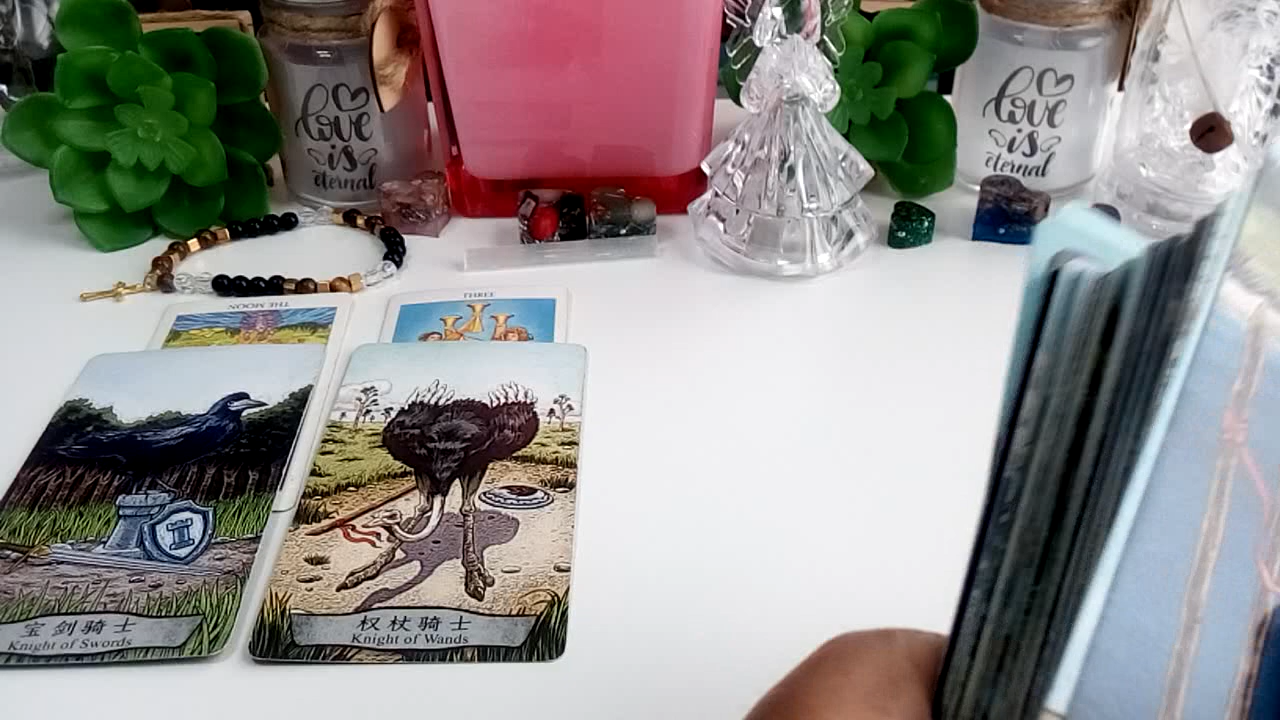 love
is
eternal
love
is
eternal
THE MOON
THREE
宝剑骑士
Knight of Swords
权杖骑士
Knight of Wands